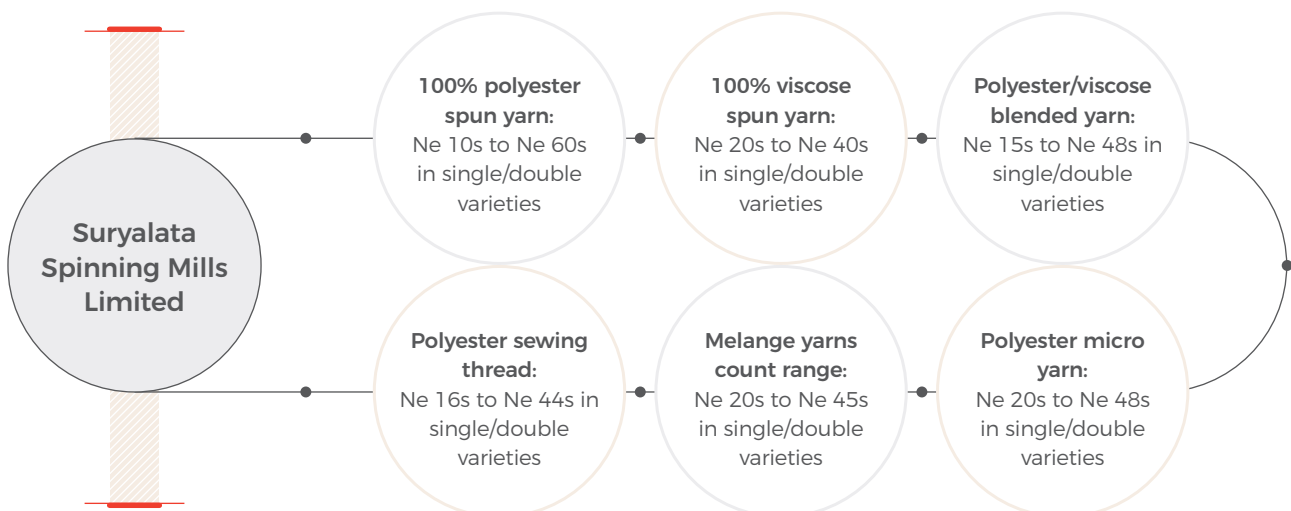 Suryalata
Spinning Mills
Limited
100% polyester
spun yarn:
Ne 10s to Ne 60s
in single/double
varieties
100% viscose
spun yarn:
Ne 20s to Ne 40s
in single/double
varieties
Polyester/viscose
blended yarn:
Ne 15s to Ne 48s in
single/double
varieties
Polyester sewing
thread:
Ne 16s to Ne 44s in
single/double
varieties
Melange yarns
count range:
Ne 20s to Ne 45s
in single/double
varieties
Polyester micro
yarn:
Ne 20s to Ne 48s
in single/double
varieties